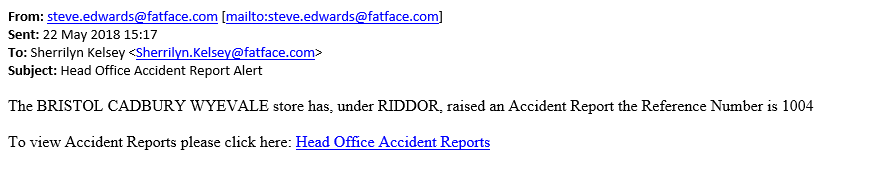 From: steve.edwards@fatface.com [mailto:steve.edwards@fatface.com]
Sent: 22 May 2018 15:17
To: Sherrilyn Kelsey <Sherrilyn.Kelsey@fatface.com>
Subject: Head Office Accident Report Alert
The BRISTOL CADBURY WYEVALE store has, under RIDDOR, raised an Accident Report the Reference Number is 1004
To view Accident Reports please click here: Head Office Accident Reports